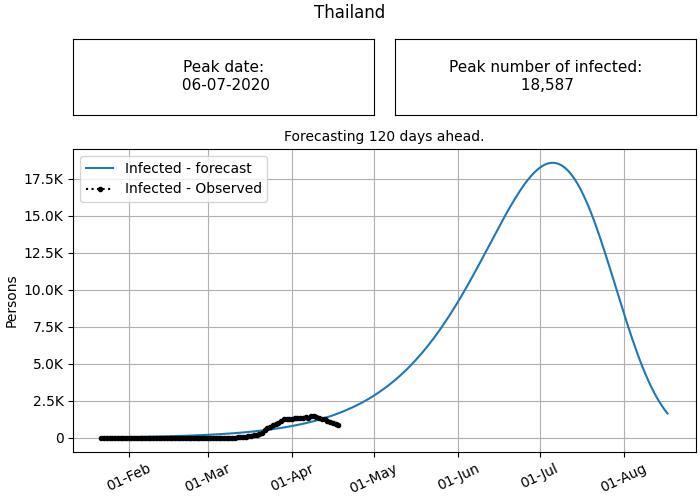 Thailand
Peak date:
06-07-2020
Peak number of infected:
18,587
Forecasting 120 days ahead.
Infected - forecast
Infected - Observed
17.5K
15.0K
12.5K
10.0K
7.5K
5.0K
2.5K
0
Persons
01-Feb
01-Mar
01-Apr
01-May
01-Jun
01-Jul
01-Aug